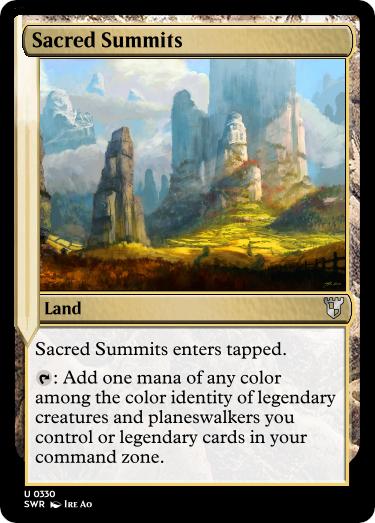 Sacred Summits
Land
Sacred Summits enters tapped.
: Add one mana of any color
among the color identity of legendary
creatures and planeswalkers you
control or legendary cards in your
command zone.
U 0330
SWR Ire Ao